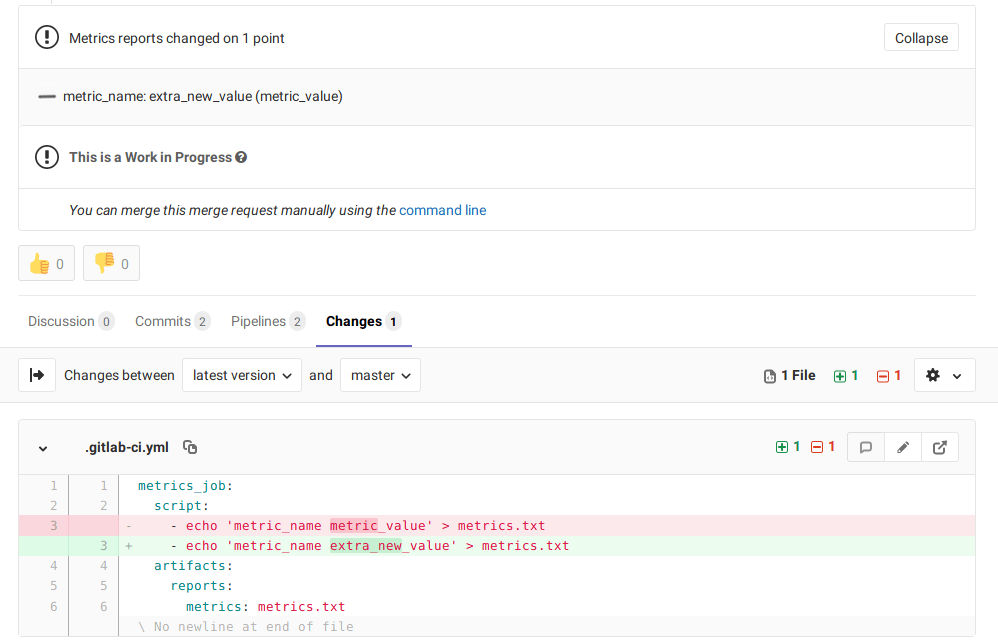 Metrics reports changed on 1 point
Collapse
metric_name: extra_new_value (metric_value)
This is a Work in Progress
You can merge this merge request manually using the command line
0 0
Discussion 0 Commits 2 Pipelines 2 Changes 1
Changes between latest version and master 1 File 1 1
.gitlab-ci.yml 1 1
1 1 metrics_job:
2 2 script:
3 - - echo 'metric_name metric_value' > metrics.txt
3 + - echo 'metric_name extra_new_value' > metrics.txt
4 4 artifacts:
5 5 reports:
6 6 metrics: metrics.txt
\ No newline at end of file